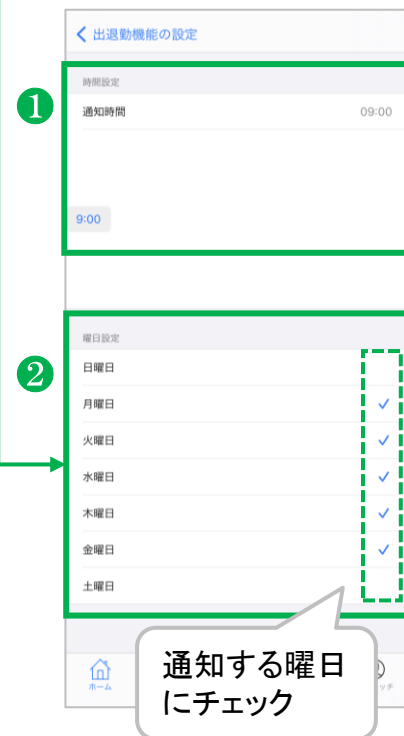 出退勤機能の設定
❶
時間設定
通知時間 09:00
9:00
❷
曜日設定
日曜日
月曜日
火曜日
水曜日
木曜日
金曜日
土曜日
通知する曜日
にチェック
ホーム